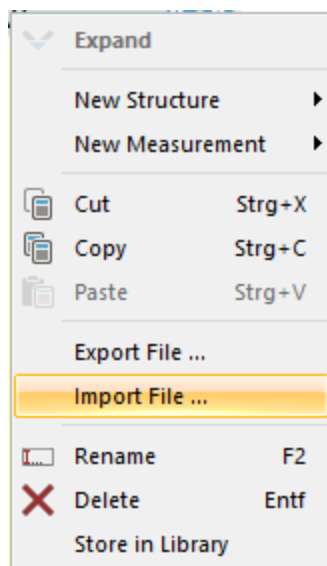 Expand
New Structure
New Measurement
Cut Strg+X
Copy Strg+C
Paste Strg+V
Export File ...
Import File ...
Rename F2
Delete Entf
Store in Library